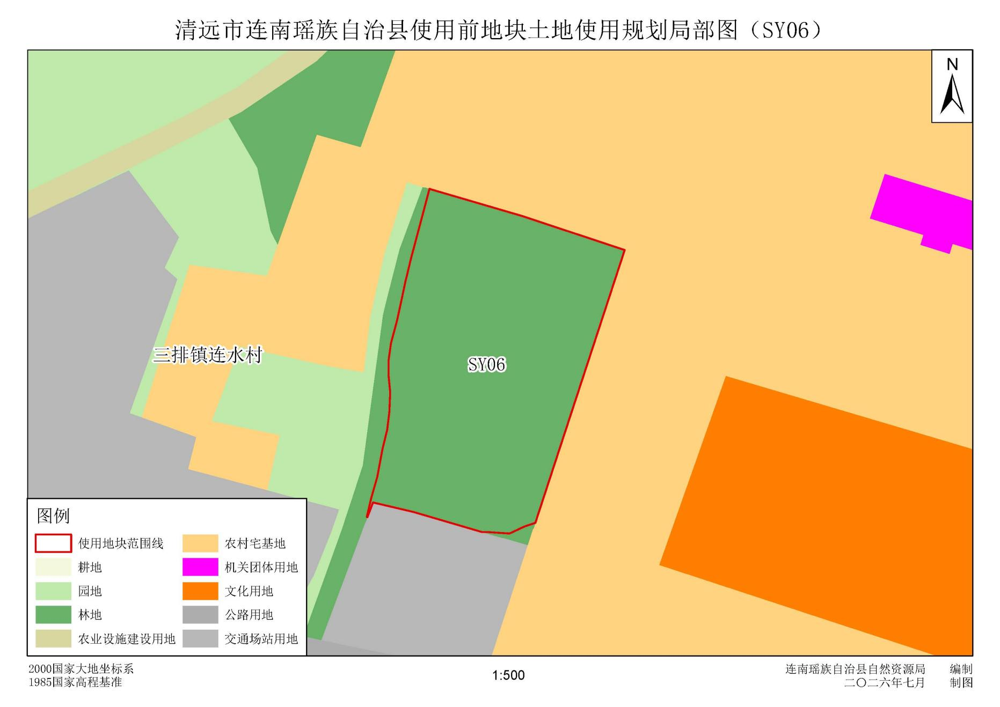 清远市连南瑶族自治县使用前地块土地使用规划局部图（SY06）
N
三排镇连水村
SY06
图例
使用地块范围线
农村宅基地
耕地
机关团体用地
园地
文化用地
林地
公路用地
农业设施建设用地
交通场站用地
2000国家大地坐标系
1985国家高程基准
1:500
连南瑶族自治县自然资源局 编制
二〇二六年七月 制图